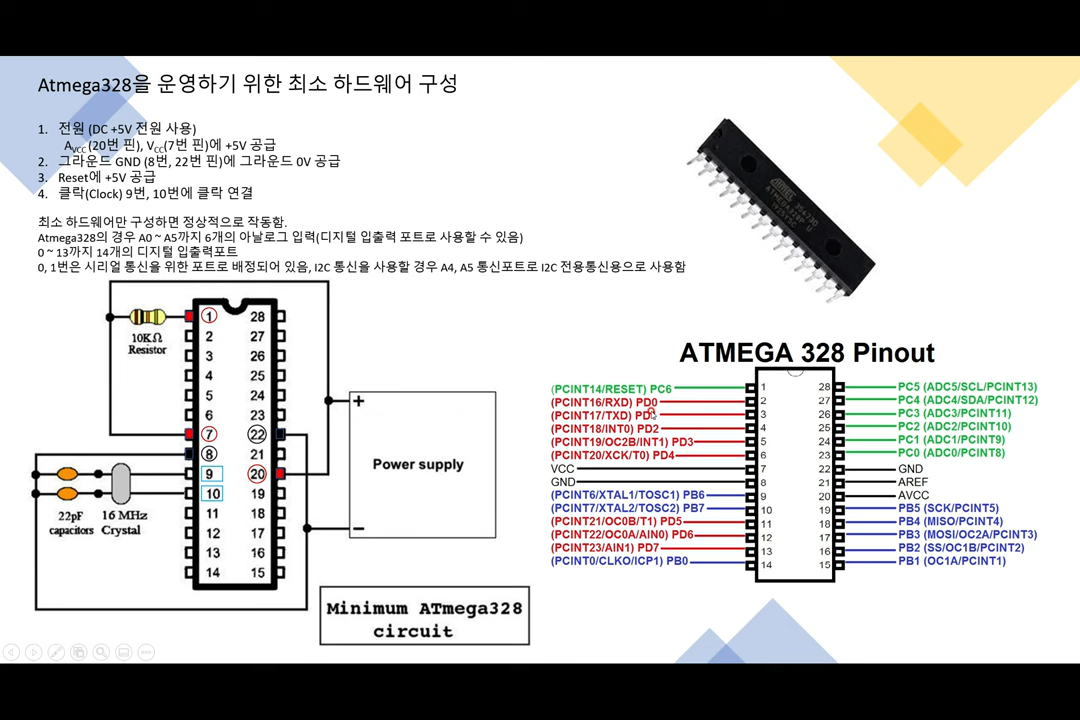 Atmega328을 운영하기 위한 최소 하드웨어 구성
1. 전원 (DC +5V 전원 사용)
AVCC (20번 핀), VCC(7번 핀)에 +5V 공급
2. 그라운드 GND (8번, 22번 핀)에 그라운드 0V 공급
3. Reset에 +5V 공급
4. 클락(Clock) 9번, 10번에 클락 연결
최소 하드웨어만 구성하면 정상적으로 작동함.
Atmega328의 경우 A0 ~ A5까지 6개의 아날로그 입력(디지털 입출력 포트로 사용할 수 있음)
0 ~ 13까지 14개의 디지털 입출력포트
0, 1번은 시리얼 통신을 위한 포트로 배정되어 있음, I2C 통신을 사용할 경우 A4, A5 통신포트로 I2C 전용통신용으로 사용함
10KΩ
Resistor
1 28
2 27
3 26
4 25
5 24
6 23
7 22
8 21
9 20
10 19
11 18
12 17
13 16
14 15
22pF
capacitors
16 MHz
Crystal
+
Power supply
−
Minimum ATmega328
circuit
ATMEL
ATMEGA328P
ATMEGA 328 Pinout
(PCINT14/RESET) PC6 1 28 PC5 (ADC5/SCL/PCINT13)
(PCINT16/RXD) PD0 2 27 PC4 (ADC4/SDA/PCINT12)
(PCINT17/TXD) PD1 3 26 PC3 (ADC3/PCINT11)
(PCINT18/INT0) PD2 4 25 PC2 (ADC2/PCINT10)
(PCINT19/OC2B/INT1) PD3 5 24 PC1 (ADC1/PCINT9)
(PCINT20/XCK/T0) PD4 6 23 PC0 (ADC0/PCINT8)
VCC 7 22 GND
GND 8 21 AREF
(PCINT6/XTAL1/TOSC1) PB6 9 20 AVCC
(PCINT7/XTAL2/TOSC2) PB7 10 19 PB5 (SCK/PCINT5)
(PCINT21/OC0B/T1) PD5 11 18 PB4 (MISO/PCINT4)
(PCINT22/OC0A/AIN0) PD6 12 17 PB3 (MOSI/OC2A/PCINT3)
(PCINT23/AIN1) PD7 13 16 PB2 (SS/OC1B/PCINT2)
(PCINT0/CLKO/ICP1) PB0 14 15 PB1 (OC1A/PCINT1)